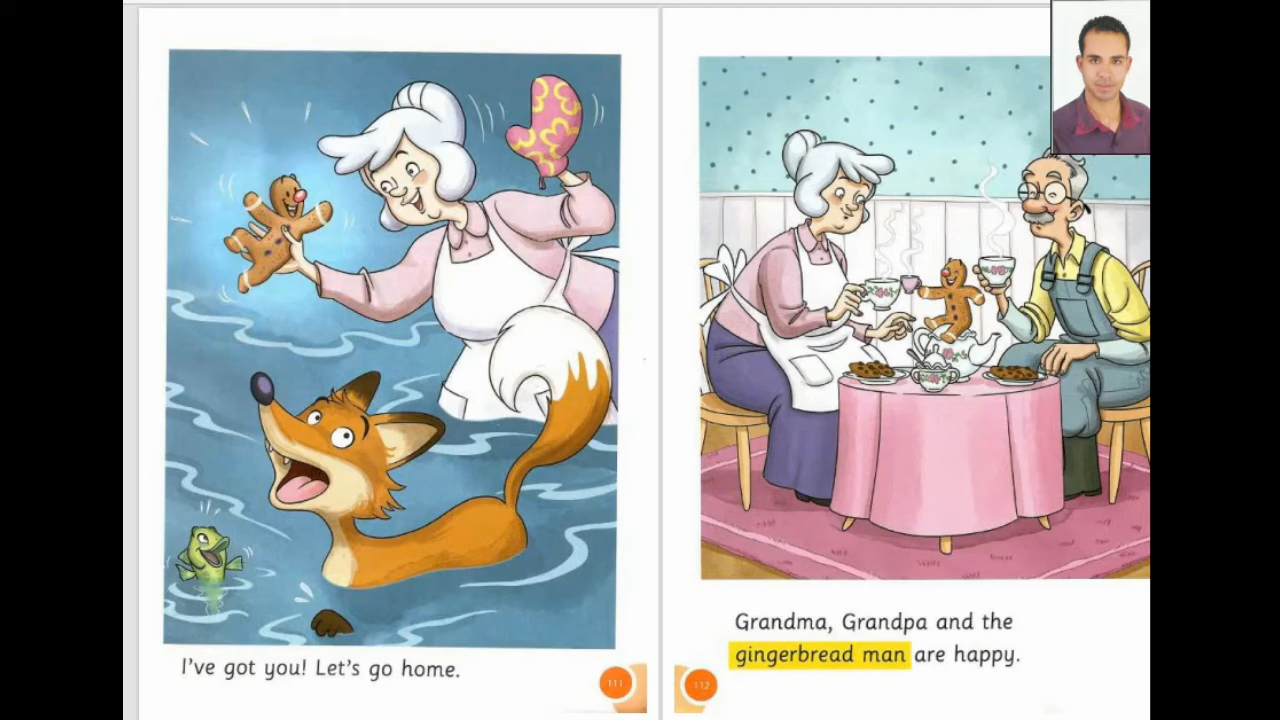 I've got you! Let's go home.
111
Grandma, Grandpa and the
gingerbread man are happy.
112